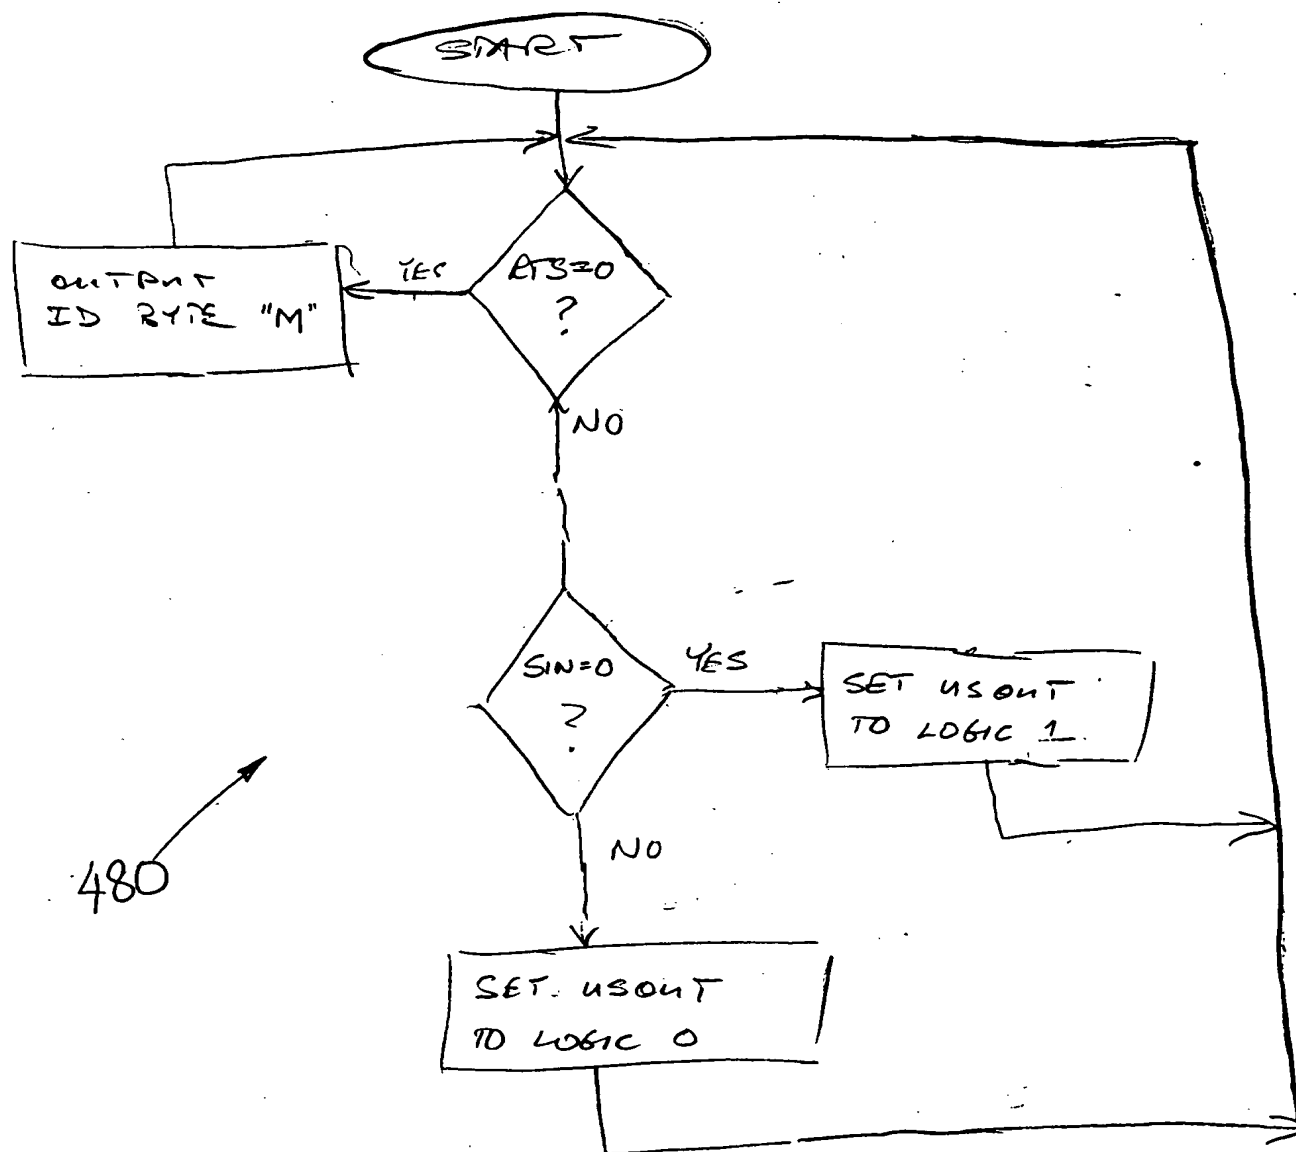 START
RTS=0
?
YES
OUTPUT
ID BYTE "M"
NO
SIN=0
?
YES
SET USOUT
TO LOGIC 1
NO
480
SET USOUT
TO LOGIC 0